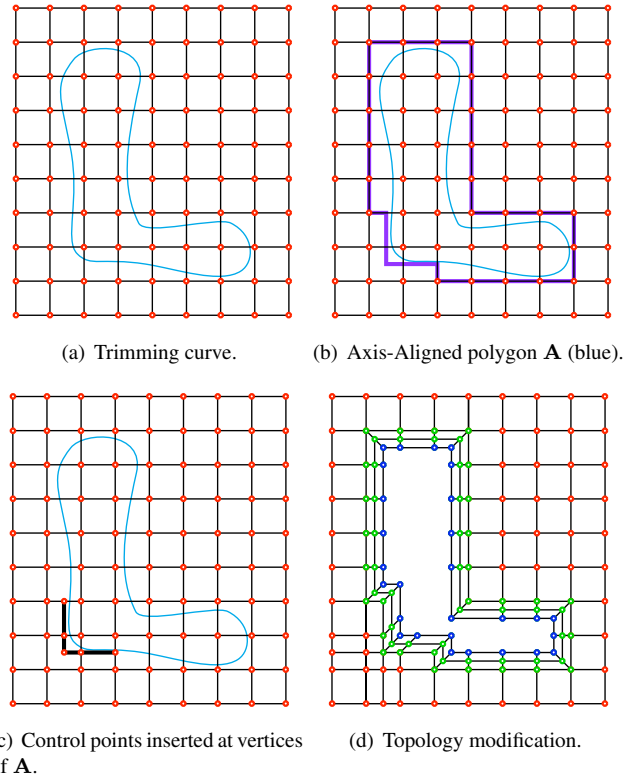 (a) Trimming curve.
(b) Axis-Aligned polygon A (blue).
c) Control points inserted at vertices
f A.
(d) Topology modification.